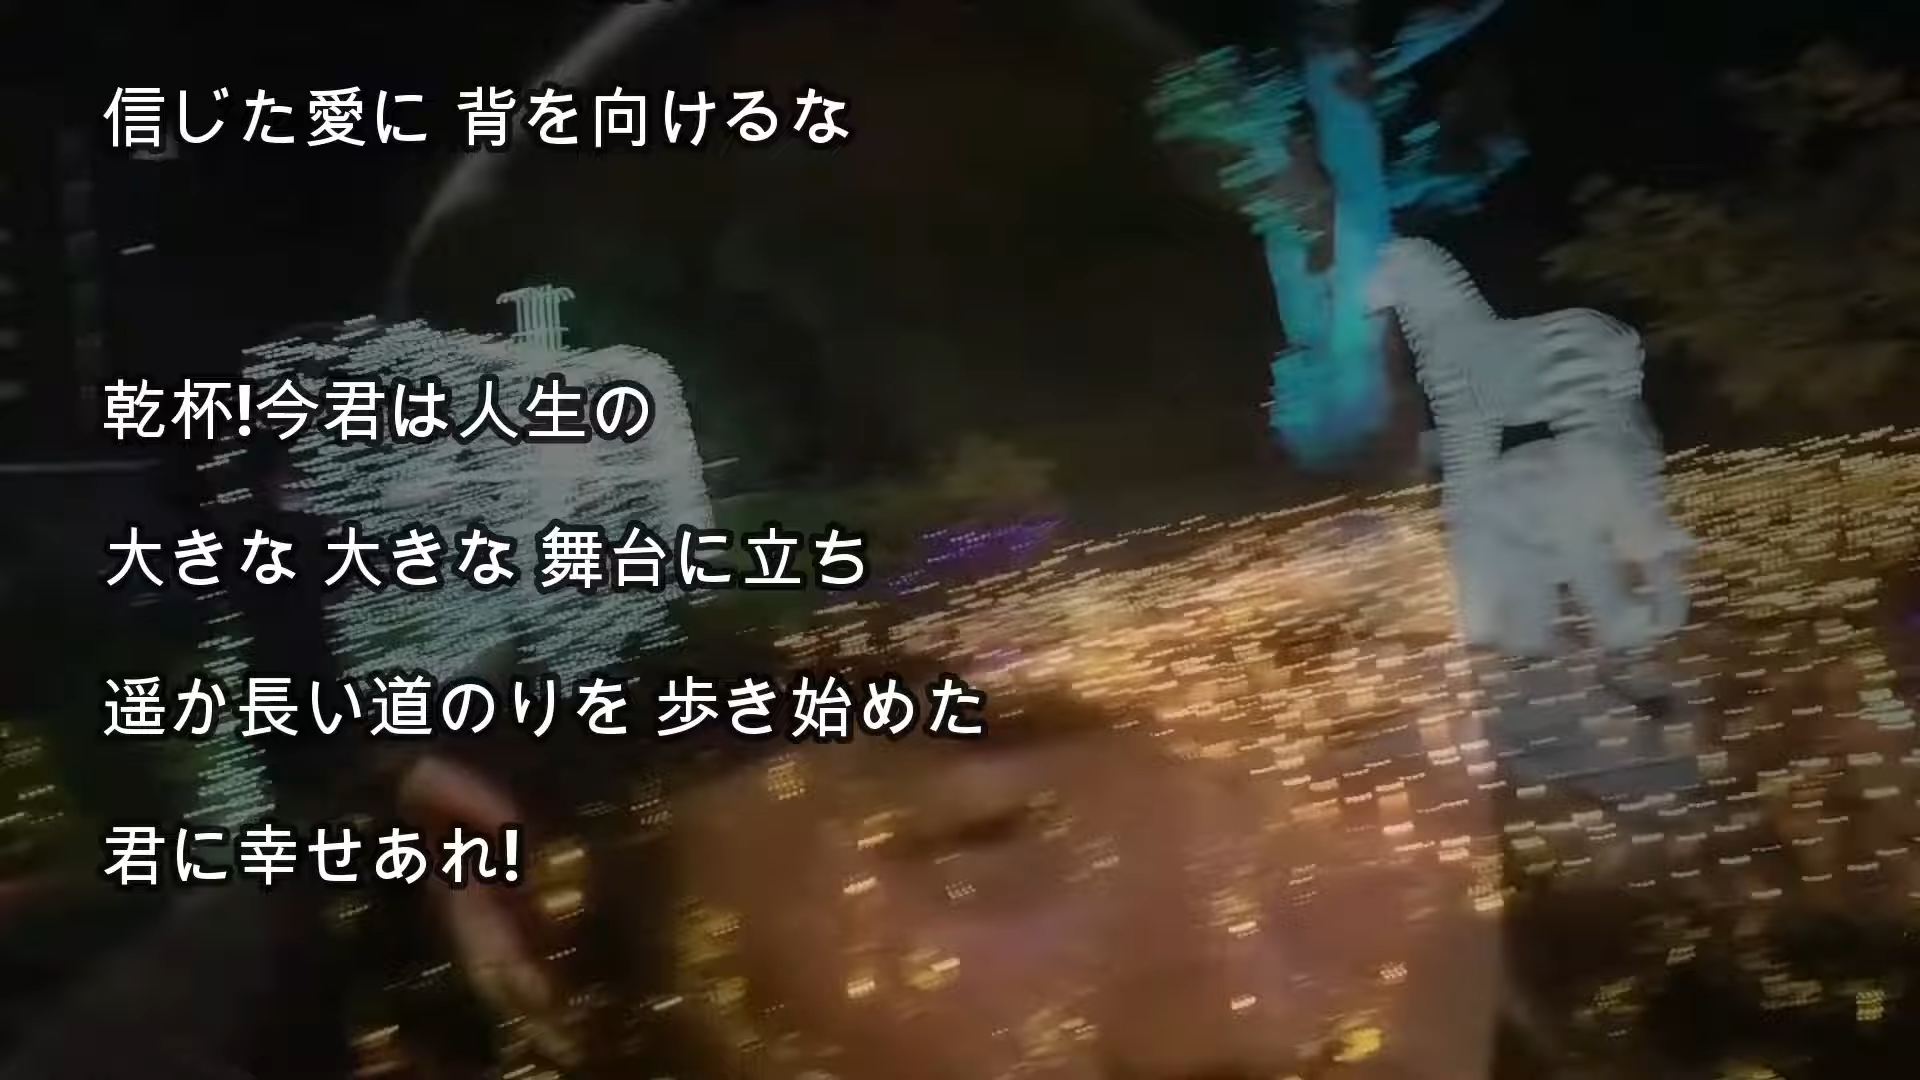 信じた愛に 背を向けるな
乾杯!今君は人生の
大きな 大きな 舞台に立ち
遥か長い道のりを 歩き始めた
君に幸せあれ!